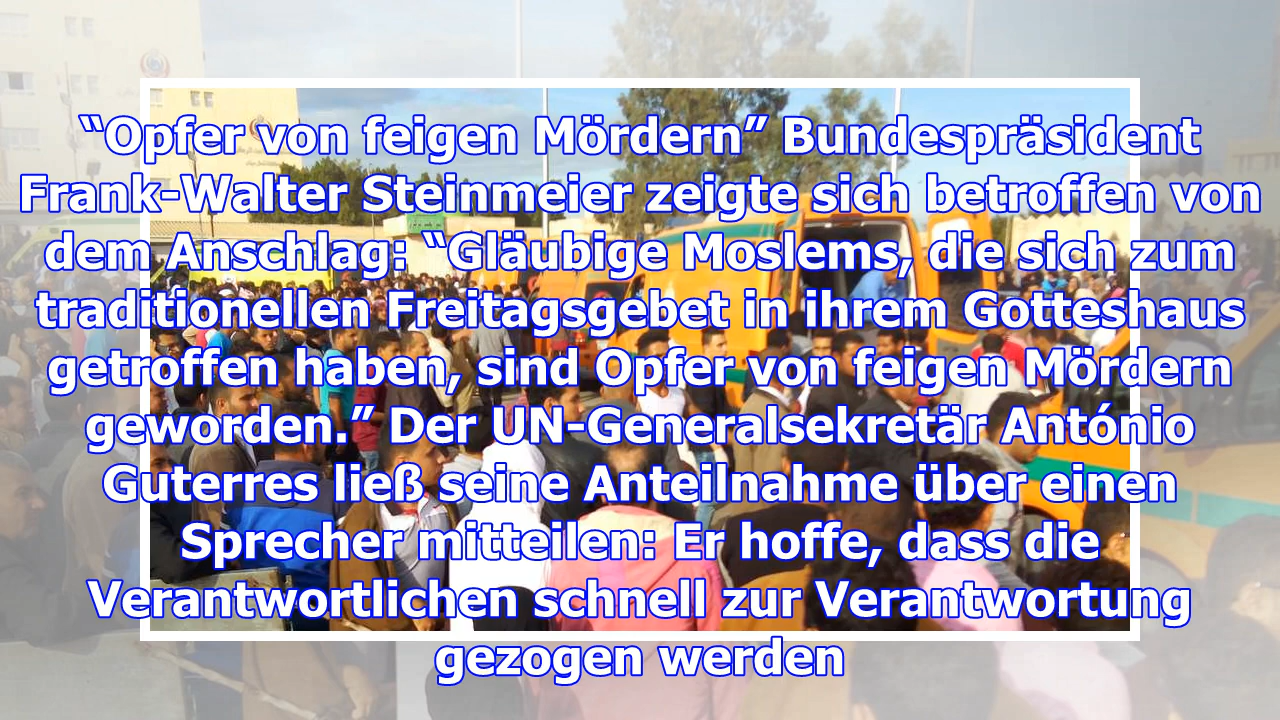 “Opfer von feigen Mördern” Bundespräsident
Frank-Walter Steinmeier zeigte sich betroffen von
dem Anschlag: “Gläubige Moslems, die sich zum
traditionellen Freitagsgebet in ihrem Gotteshaus
getroffen haben, sind Opfer von feigen Mördern
geworden.” Der UN-Generalsekretär António
Guterres ließ seine Anteilnahme über einen
Sprecher mitteilen: Er hoffe, dass die
Verantwortlichen schnell zur Verantwortung
gezogen werden